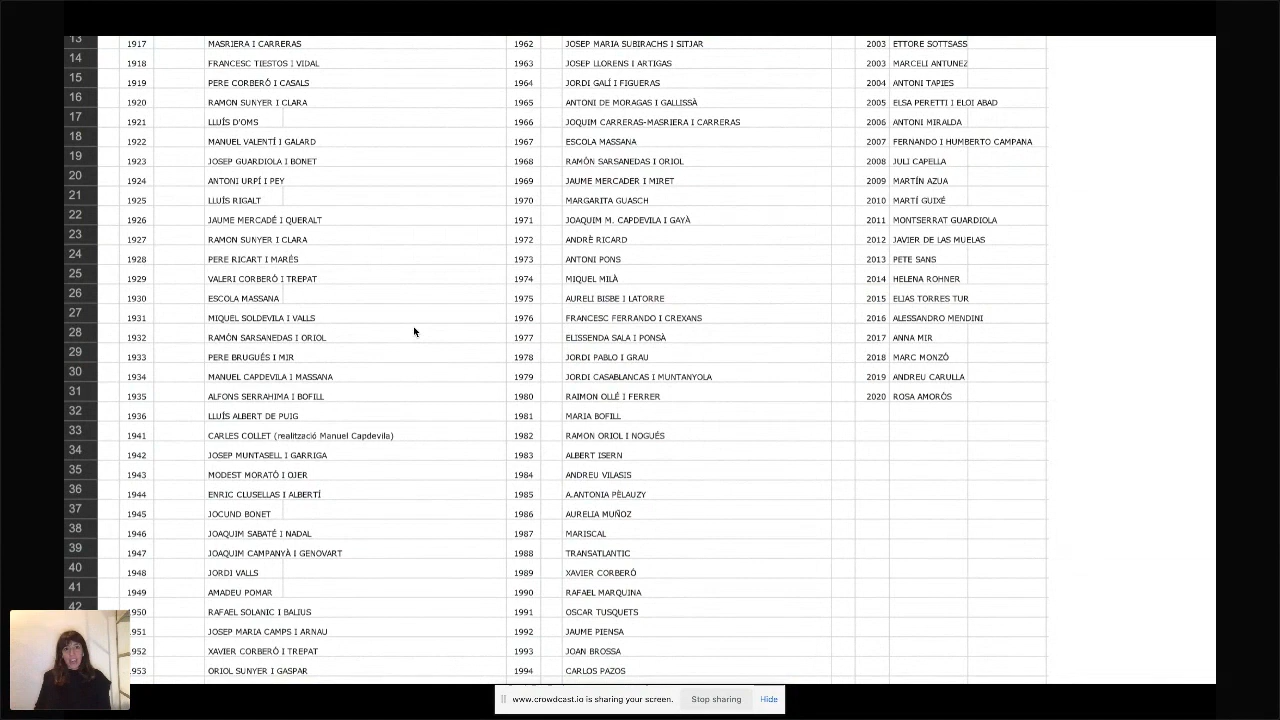 13 1917 MASRIERA I CARRERAS 1962 JOSEP MARIA SUBIRACHS I SITJAR 2003 ETTORE SOTTSASS
14 1918 FRANCESC TIESTOS I VIDAL 1963 JOSEP LLORENS I ARTIGAS 2003 MARCELI ANTUNEZ
15 1919 PERE CORBERÓ I CASALS 1964 JORDI GALÍ I FIGUERAS 2004 ANTONI TAPIES
16 1920 RAMON SUNYER I CLARA 1965 ANTONI DE MORAGAS I GALLISSÀ 2005 ELSA PERETTI I ELOI ABAD
17 1921 LLUÍS D'OMS 1966 JOQUIM CARRERAS-MASRIERA I CARRERAS 2006 ANTONI MIRALDA
18 1922 MANUEL VALENTÍ I GALARD 1967 ESCOLA MASSANA 2007 FERNANDO I HUMBERTO CAMPANA
19 1923 JOSEP GUARDIOLA I BONET 1968 RAMÓN SARSANEDAS I ORIOL 2008 JULI CAPELLA
20 1924 ANTONI URPÍ I PEY 1969 JAUME MERCADER I MIRET 2009 MARTÍN AZUA
21 1925 LLUÍS RIGALT 1970 MARGARITA GUASCH 2010 MARTÍ GUIXÉ
22 1926 JAUME MERCADÉ I QUERALT 1971 JOAQUIM M. CAPDEVILA I GAYÀ 2011 MONTSERRAT GUARDIOLA
23 1927 RAMON SUNYER I CLARA 1972 ANDRÈ RICARD 2012 JAVIER DE LAS MUELAS
24 1928 PERE RICART I MARÉS 1973 ANTONI PONS 2013 PETE SANS
25 1929 VALERI CORBERÓ I TREPAT 1974 MIQUEL MILÀ 2014 HELENA ROHNER
26 1930 ESCOLA MASSANA 1975 AURELI BISBE I LATORRE 2015 ELIAS TORRES TUR
27 1931 MIQUEL SOLDEVILA I VALLS 1976 FRANCESC FERRANDO I CREXANS 2016 ALESSANDRO MENDINI
28 1932 RAMÓN SARSANEDAS I ORIOL 1977 ELISSENDA SALA I PONSÀ 2017 ANNA MIR
29 1933 PERE BRUGUÉS I MIR 1978 JORDI PABLO I GRAU 2018 MARC MONZÓ
30 1934 MANUEL CAPDEVILA I MASSANA 1979 JORDI CASABLANCAS I MUNTANYOLA 2019 ANDREU CARULLA
31 1935 ALFONS SERRAHIMA I BOFILL 1980 RAIMON OLLÉ I FERRER 2020 ROSA AMORÓS
32 1936 LLUÍS ALBERT DE PUIG 1981 MARIA BOFILL
33 1941 CARLES COLLET (realització Manuel Capdevila) 1982 RAMON ORIOL I NOGUÉS
34 1942 JOSEP MUNTASELL I GARRIGA 1983 ALBERT ISERN
35 1943 MODEST MORATÓ I OJER 1984 ANDREU VILASIS
36 1944 ENRIC CLUSELLAS I ALBERTÍ 1985 A.ANTONIA PÈLAUZY
37 1945 JOCUND BONET 1986 AURELIA MUÑOZ
38 1946 JOAQUIM SABATÉ I NADAL 1987 MARISCAL
39 1947 JOAQUIM CAMPANYÀ I GENOVART 1988 TRANSATLANTIC
40 1948 JORDI VALLS 1989 XAVIER CORBERÓ
41 1949 AMADEU POMAR 1990 RAFAEL MARQUINA
42 1950 RAFAEL SOLANIC I BALIUS 1991 OSCAR TUSQUETS
951 JOSEP MARIA CAMPS I ARNAU 1992 JAUME PIENSA
952 XAVIER CORBERÓ I TREPAT 1993 JOAN BROSSA
953 ORIOL SUNYER I GASPAR 1994 CARLOS PAZOS
www.crowdcast.io is sharing your screen. Stop sharing Hide